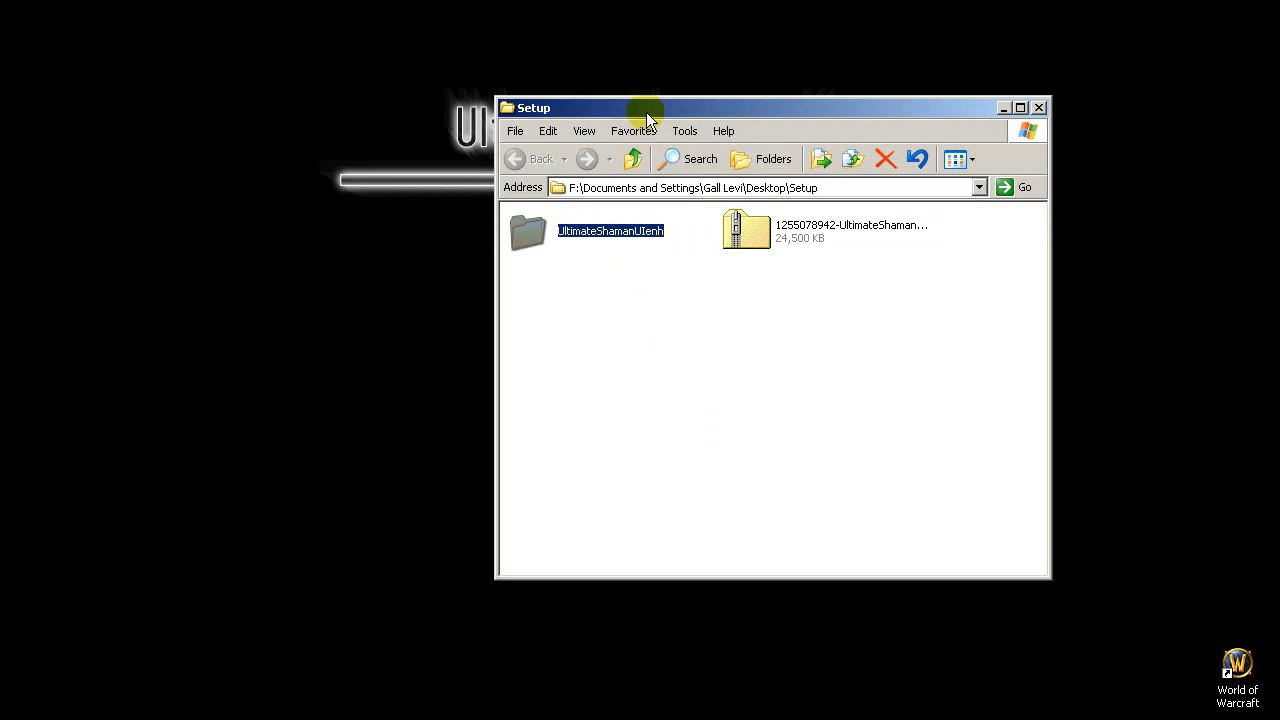 Setup
File Edit View Favorites Tools Help
Back Search Folders
Address F:\Documents and Settings\Gall Levi\Desktop\Setup Go
UltimateShamanUIenh
1255078942-UltimateShaman...
24,500 KB
World of
Warcraft